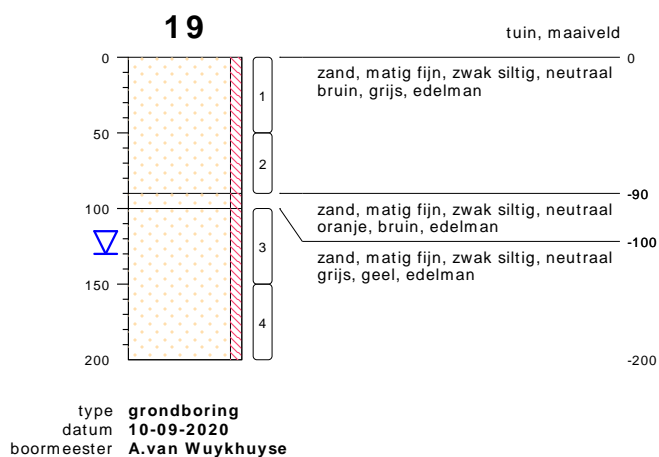 19
tuin, maaiveld
0
0
zand, matig fijn, zwak siltig, neutraal
bruin, grijs, edelman
1
50
2
-90
zand, matig fijn, zwak siltig, neutraal
oranje, bruin, edelman
100
-100
3
zand, matig fijn, zwak siltig, neutraal
grijs, geel, edelman
150
4
200
-200
type grondboring
datum 10-09-2020
boormeester A.van Wuykhuyse